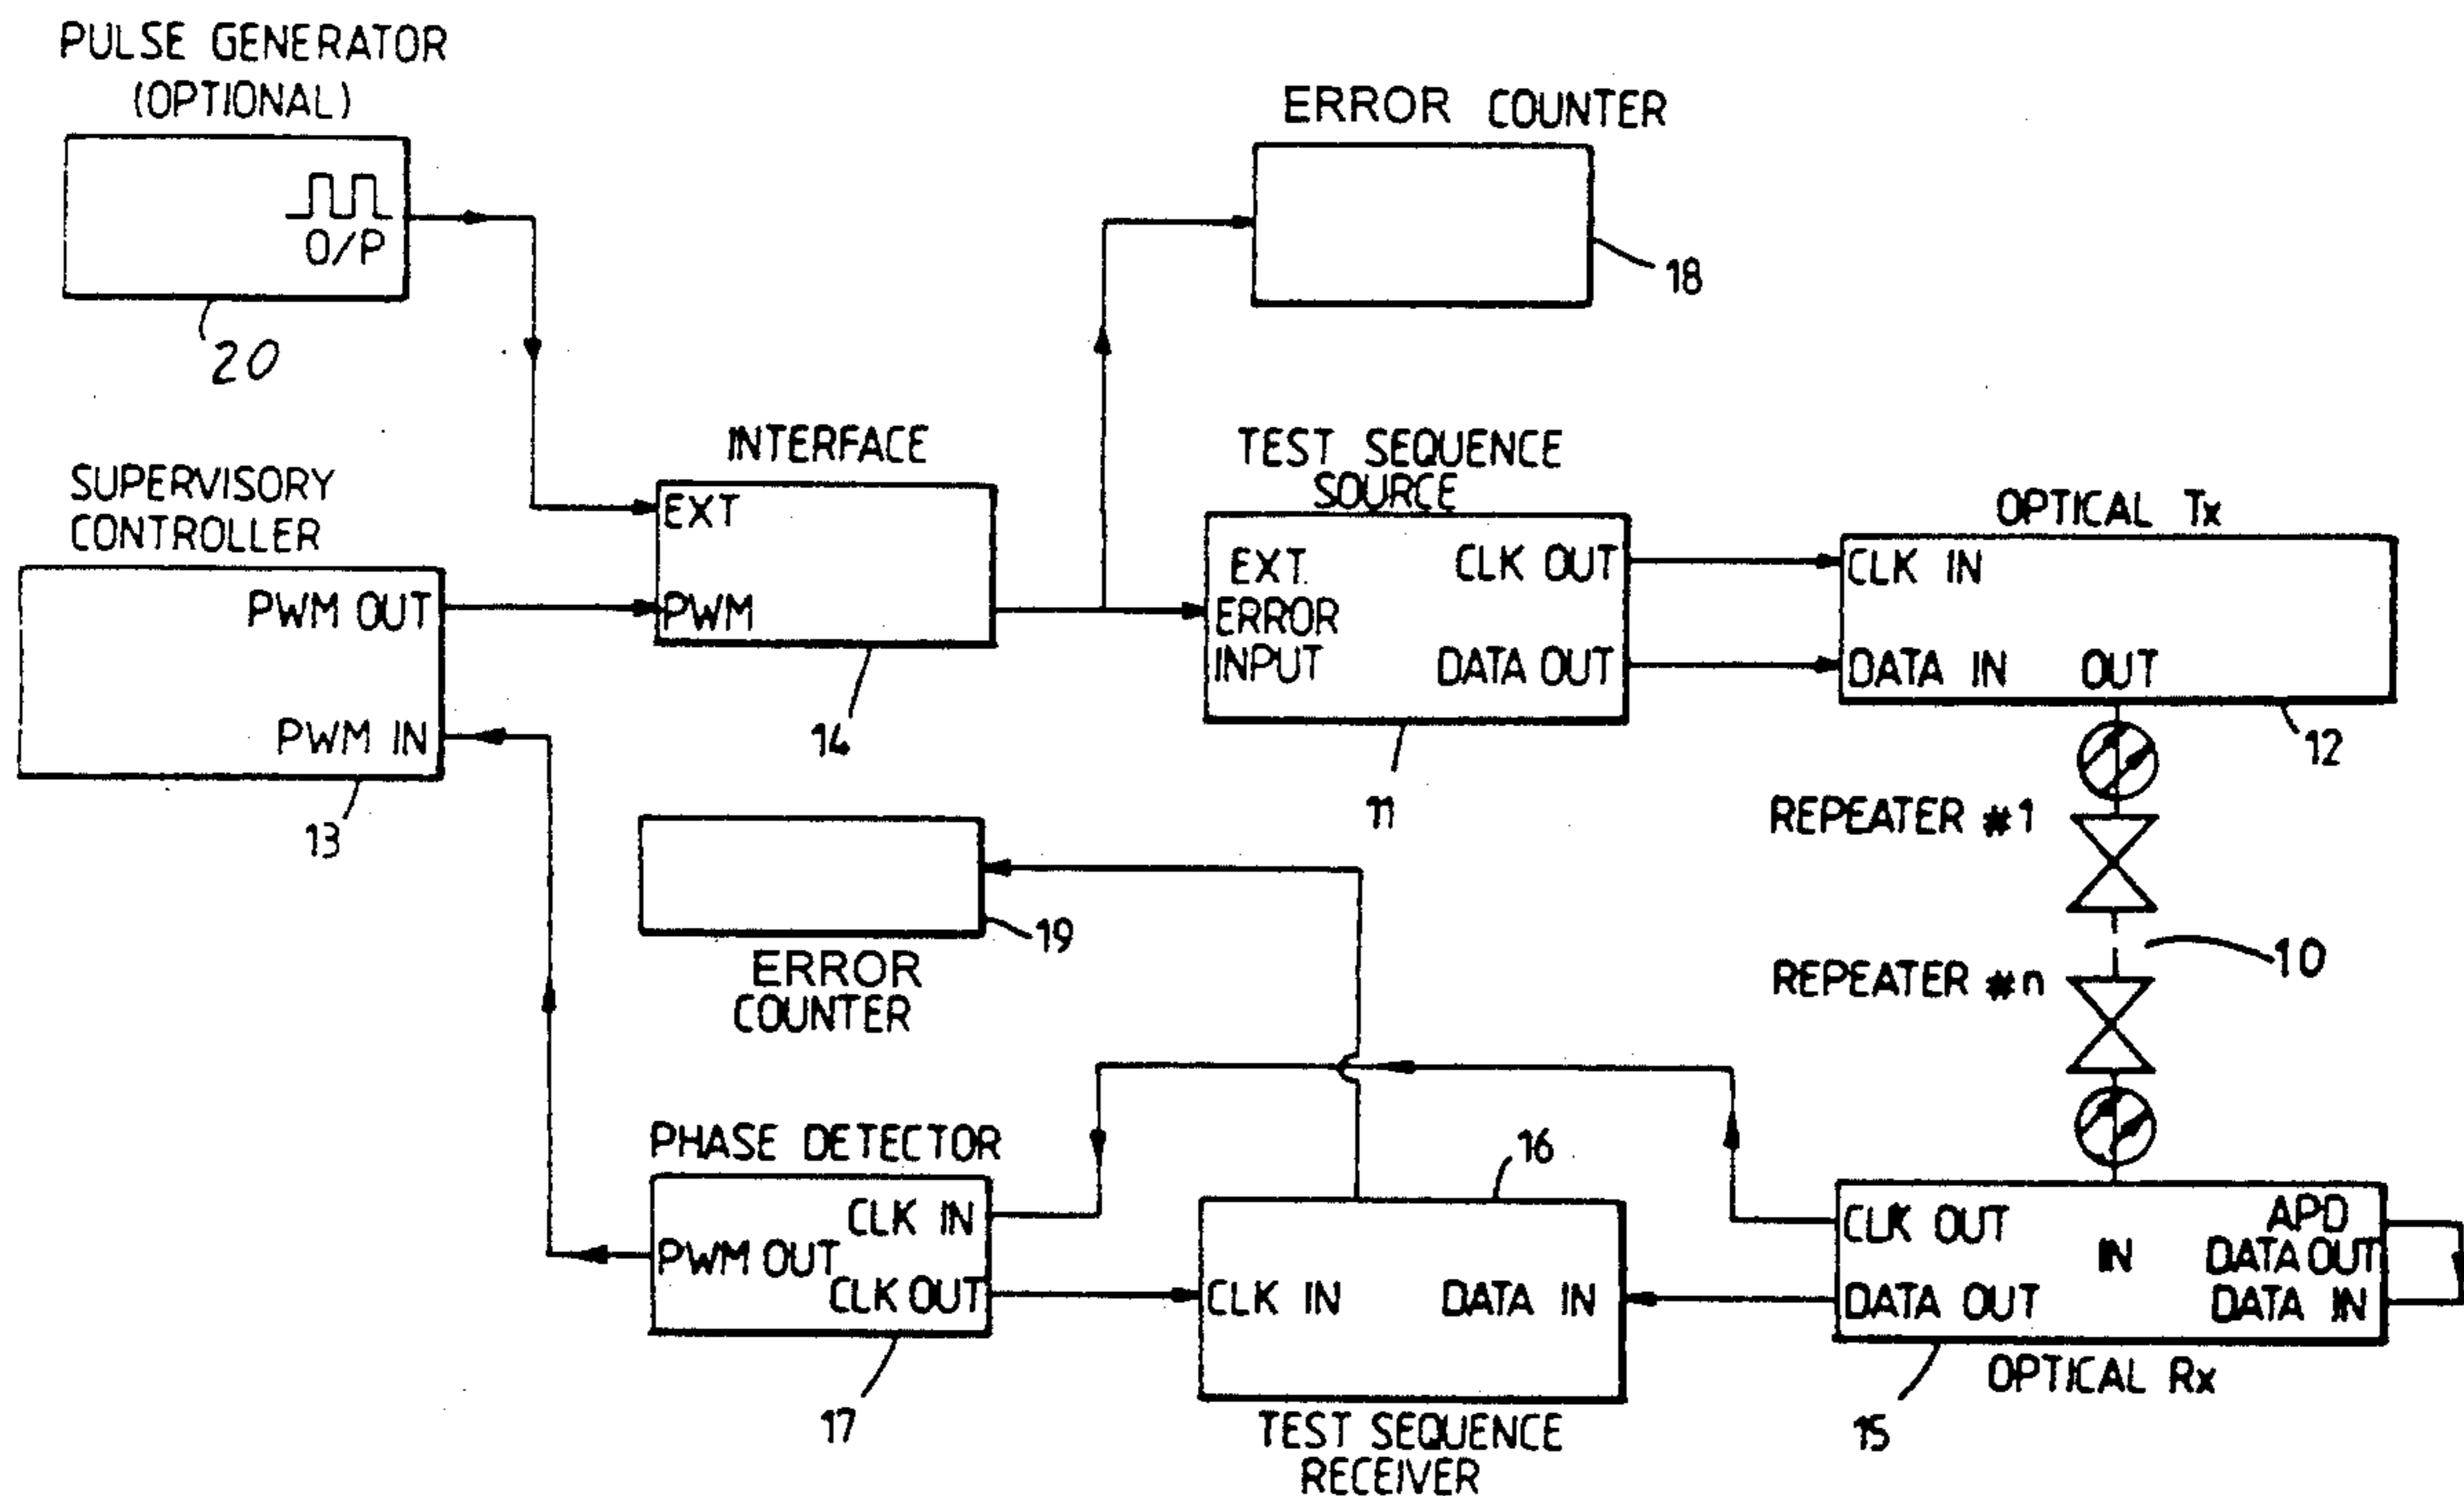 PULSE GENERATOR
(OPTIONAL)
O/P
20
ERROR COUNTER
18
SUPERVISORY
CONTROLLER
PWM OUT
PWM IN
13
INTERFACE
EXT
PWM
14
TEST SEQUENCE
SOURCE
EXT.
ERROR
INPUT
CLK OUT
DATA OUT
11
OPTICAL Tx
CLK IN
DATA IN OUT
12
REPEATER #1
10
REPEATER #n
19
ERROR
COUNTER
PHASE DETECTOR
CLK IN
PWM OUT
CLK OUT
17
16
CLK IN DATA IN
TEST SEQUENCE
RECEIVER
CLK OUT
DATA OUT
IN
APD
DATA OUT
DATA IN
OPTICAL Rx
15